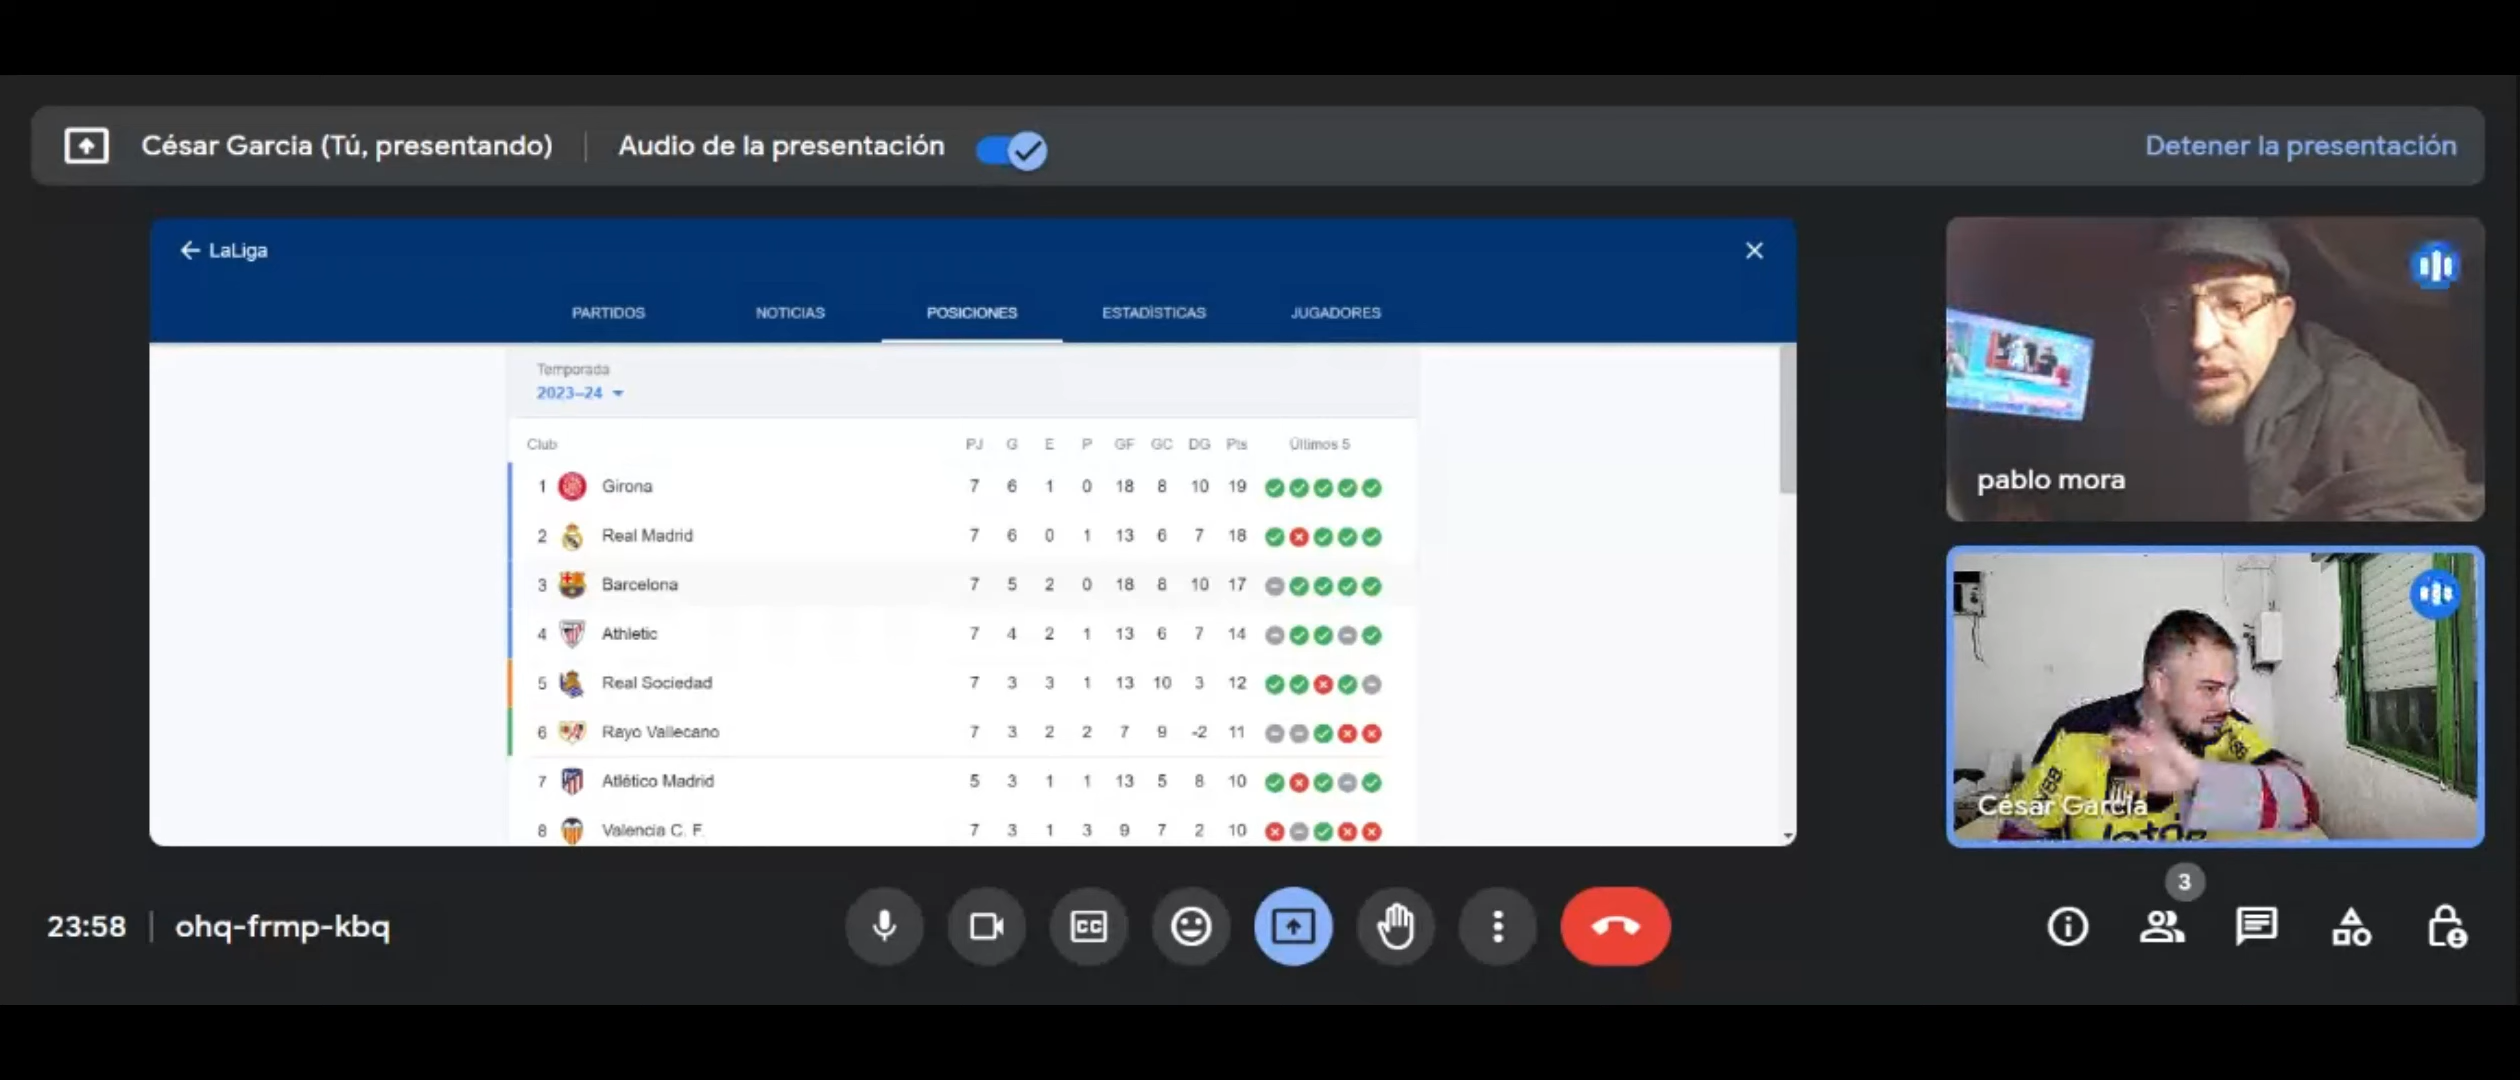 César Garcia (Tú, presentando) Audio de la presentación Detener la presentación
LaLiga
PARTIDOS NOTICIAS POSICIONES ESTADÍSTICAS JUGADORES
Temporada
2023–24
Club PJ G E P GF GC DG Pts Últimos 5
1 Girona 7 6 1 0 18 8 10 19
2 Real Madrid 7 6 0 1 13 6 7 18
3 Barcelona 7 5 2 0 18 8 10 17
4 Athletic 7 4 2 1 13 6 7 14
5 Real Sociedad 7 3 3 1 13 10 3 12
6 Rayo Vallecano 7 3 2 2 7 9 -2 11
7 Atlético Madrid 5 3 1 1 13 5 8 10
8 Valencia C. F. 7 3 1 3 9 7 2 10
pablo mora
César Garcia
23:58 ohq-frmp-kbq
CC
3